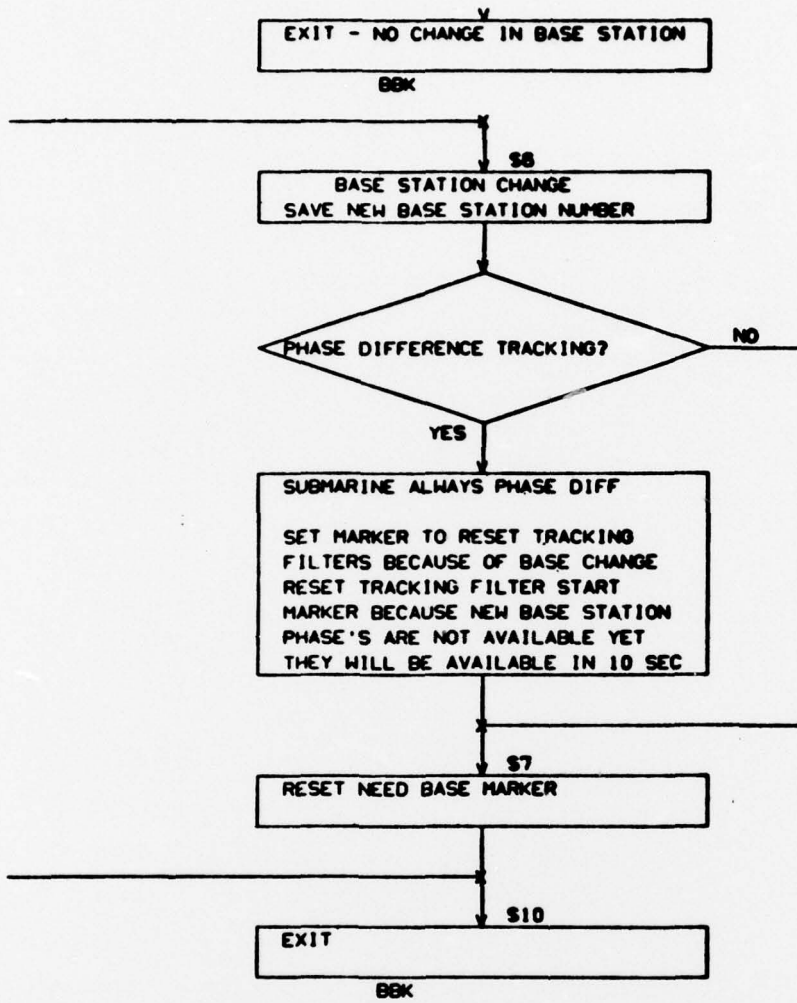 EXIT - NO CHANGE IN BASE STATION
BBK
$6
BASE STATION CHANGE
SAVE NEW BASE STATION NUMBER
PHASE DIFFERENCE TRACKING?
NO
YES
SUBMARINE ALWAYS PHASE DIFF
SET MARKER TO RESET TRACKING
FILTERS BECAUSE OF BASE CHANGE
RESET TRACKING FILTER START
MARKER BECAUSE NEW BASE STATION
PHASE'S ARE NOT AVAILABLE YET
THEY WILL BE AVAILABLE IN 10 SEC
$7
RESET NEED BASE MARKER
$10
EXIT
BBK